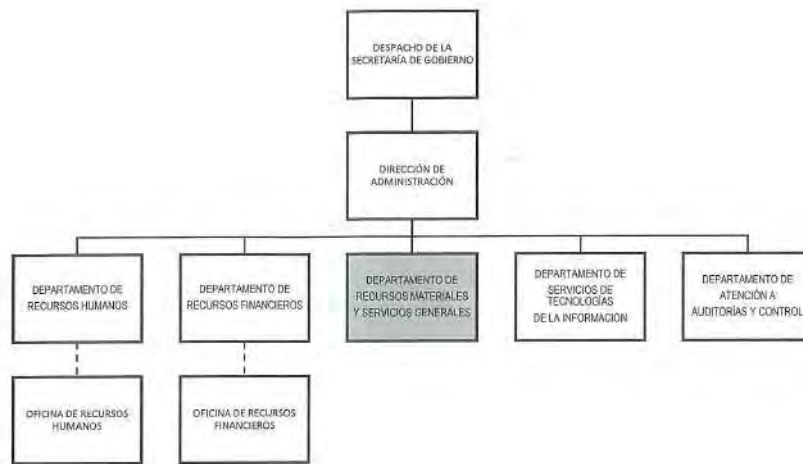 DESPACHO DE LA
SECRETARÍA DE GOBIERNO
DIRECCIÓN DE
ADMINISTRACIÓN
DEPARTAMENTO DE
RECURSOS HUMANOS
DEPARTAMENTO DE
RECURSOS FINANCIEROS
DEPARTAMENTO DE
RECURSOS MATERIALES
Y SERVICIOS GENERALES
DEPARTAMENTO DE
SERVICIOS DE
TECNOLOGÍAS
DE LA INFORMACIÓN
DEPARTAMENTO DE
ATENCIÓN A
AUDITORÍAS Y CONTROL
OFICINA DE RECURSOS
HUMANOS
OFICINA DE RECURSOS
FINANCIEROS